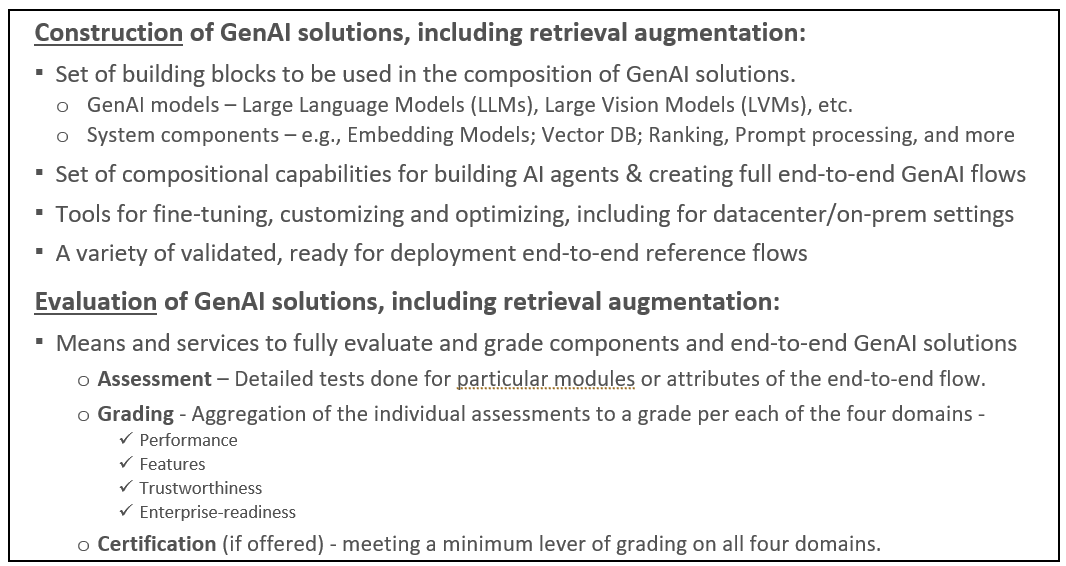 Construction of GenAI solutions, including retrieval augmentation:
▪ Set of building blocks to be used in the composition of GenAI solutions.
o GenAI models – Large Language Models (LLMs), Large Vision Models (LVMs), etc.
o System components – e.g., Embedding Models; Vector DB; Ranking, Prompt processing, and more
▪ Set of compositional capabilities for building AI agents & creating full end-to-end GenAI flows
▪ Tools for fine-tuning, customizing and optimizing, including for datacenter/on-prem settings
▪ A variety of validated, ready for deployment end-to-end reference flows
Evaluation of GenAI solutions, including retrieval augmentation:
▪ Means and services to fully evaluate and grade components and end-to-end GenAI solutions
o Assessment – Detailed tests done for particular modules or attributes of the end-to-end flow.
o Grading - Aggregation of the individual assessments to a grade per each of the four domains -
✓ Performance
✓ Features
✓ Trustworthiness
✓ Enterprise-readiness
o Certification (if offered) - meeting a minimum lever of grading on all four domains.